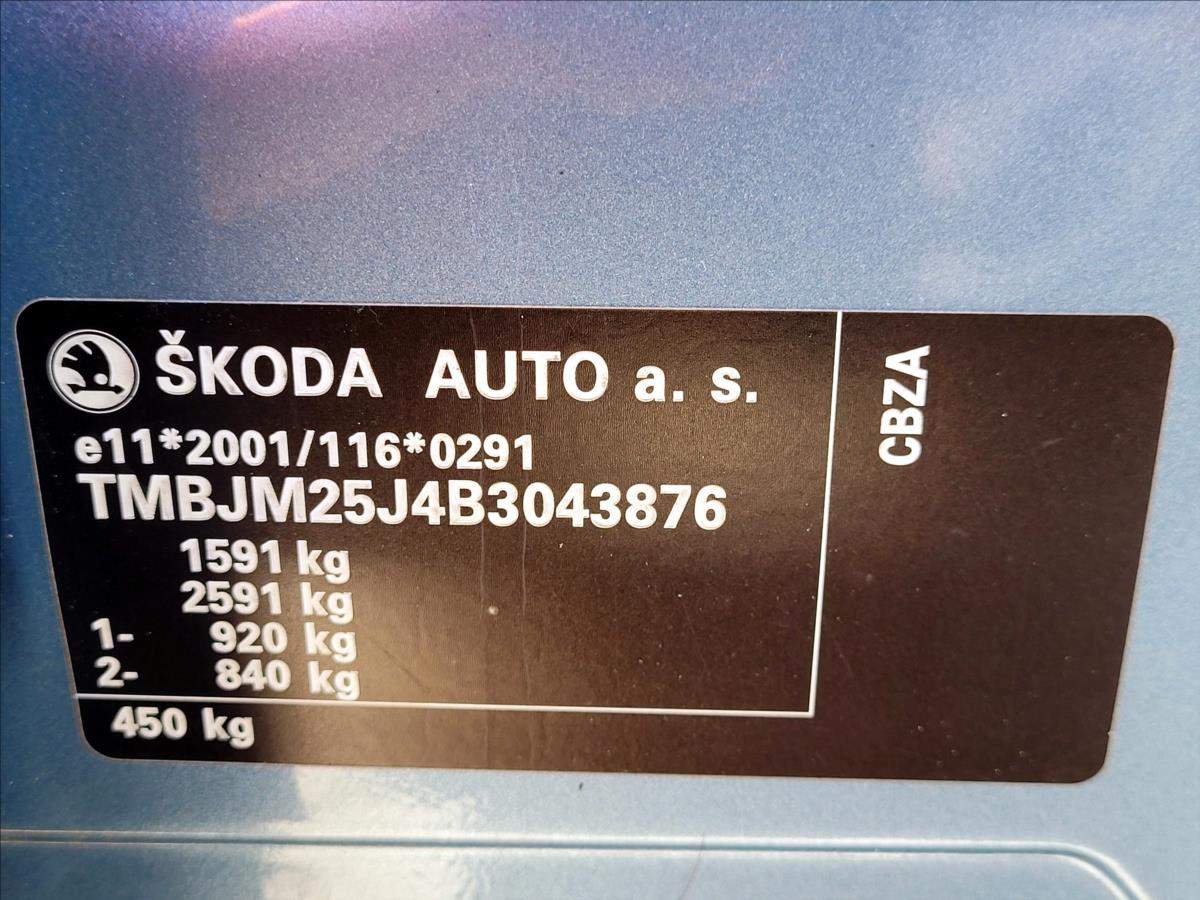 ŠKODA AUTO a. s.
e11*2001/116*0291
TMBJM25J4B3043876
1591 kg
2591 kg
1- 920 kg
2- 840 kg
450 kg
CBZA